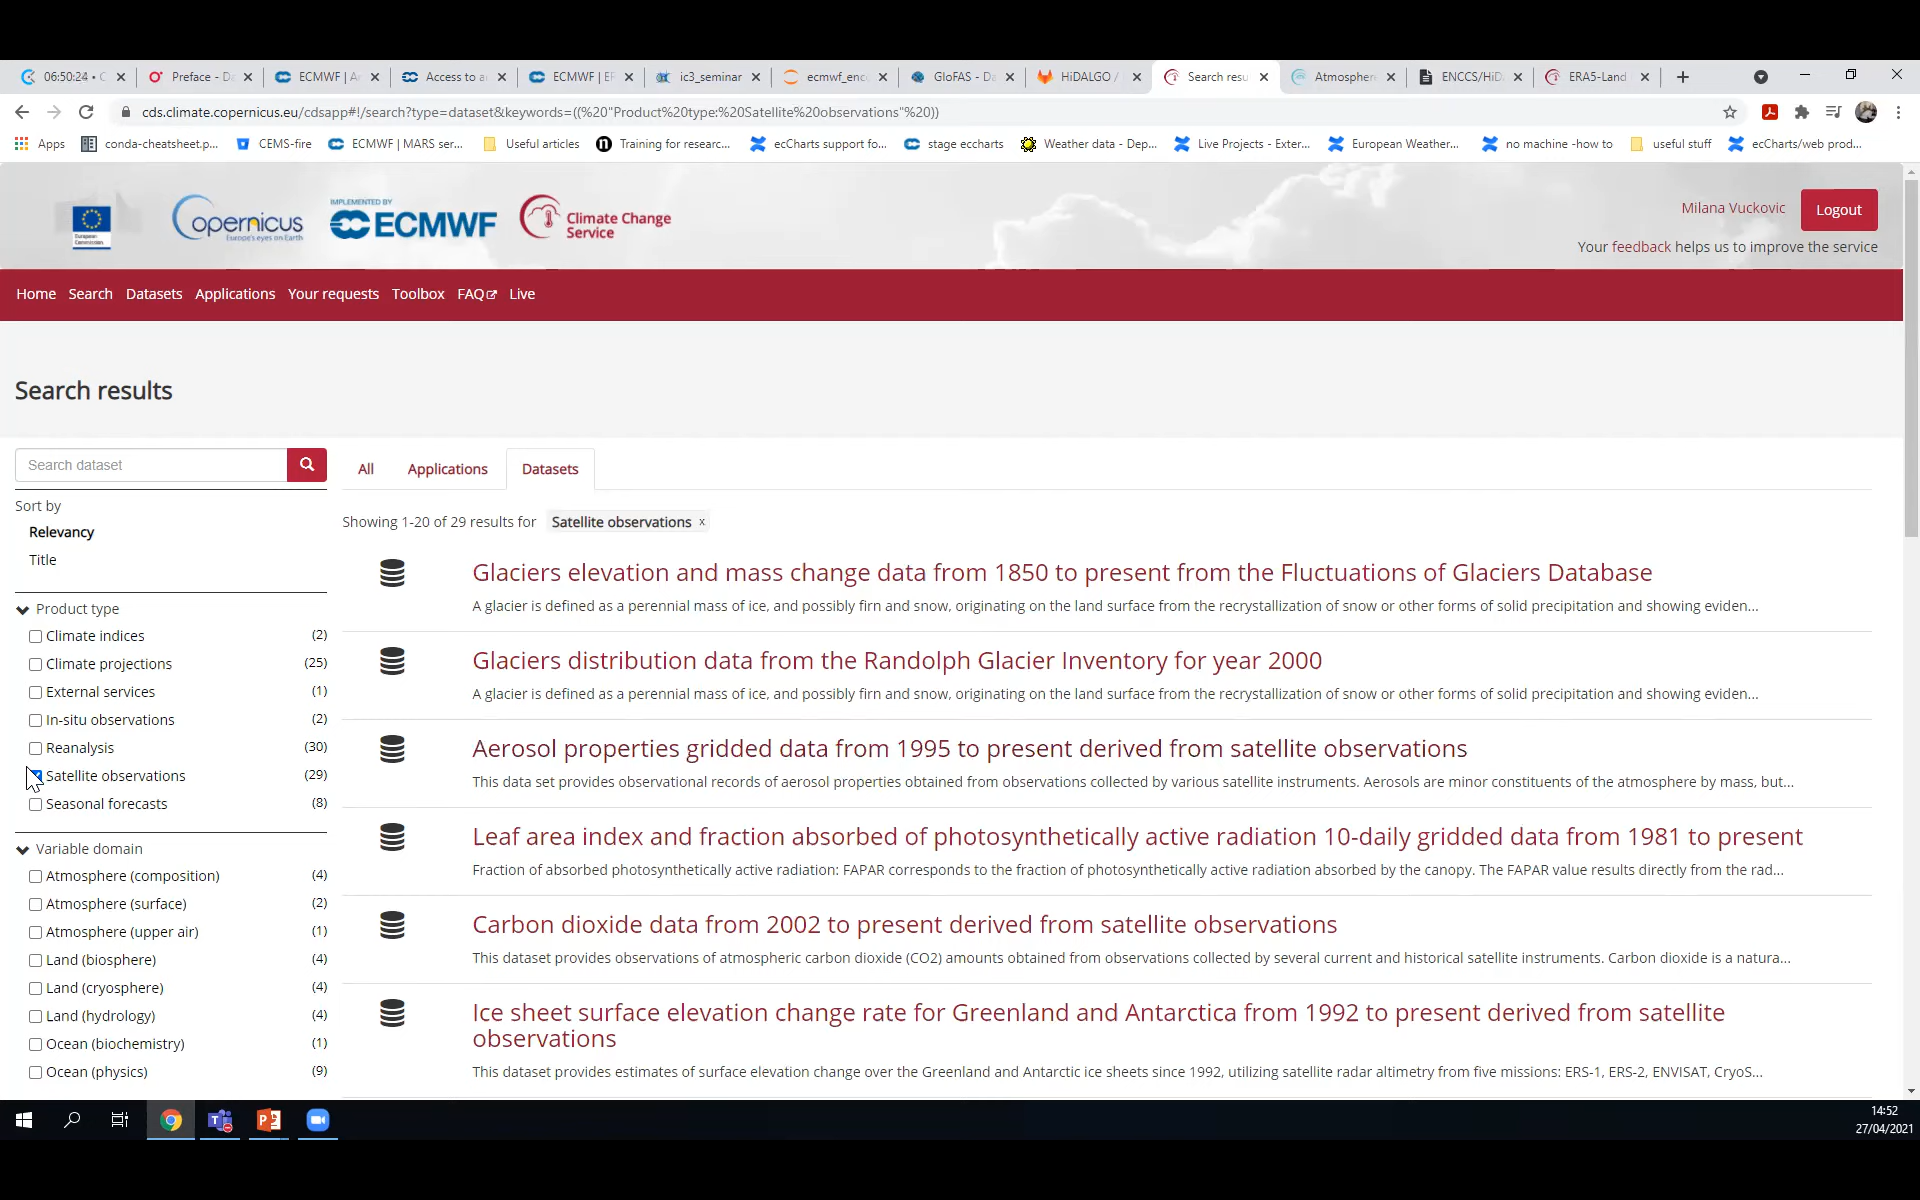 06:50:24 • C
Preface - Da
ECMWF | Ar
Access to a
ECMWF | EF
ic3_seminar
ecmwf_enc
GloFAS - Da
HiDALGO /
Search resu
Atmospher
ENCCS/HiD
ERA5-Land
cds.climate.copernicus.eu/cdsapp#!/search?type=dataset&keywords=((%20"Product%20type:%20Satellite%20observations"%20))
Apps
conda-cheatsheet.p...
CEMS-fire
ECMWF | MARS ser...
Useful articles
Training for researc...
ecCharts support fo...
stage eccharts
Weather data - Dep...
Live Projects - Exter...
European Weather...
no machine -how to
useful stuff
ecCharts/web prod...
European Commission
Copernicus
Europe's eyes on Earth
IMPLEMENTED BY
ECMWF
Climate Change
Service
Milana Vuckovic
Logout
Your feedback helps us to improve the service
Home Search Datasets Applications Your requests Toolbox FAQ Live
Search results
Search dataset
All Applications Datasets
Sort by
Relevancy
Title
Showing 1-20 of 29 results for Satellite observations x
Product type
Climate indices (2)
Climate projections (25)
External services (1)
In-situ observations (2)
Reanalysis (30)
Satellite observations (29)
Seasonal forecasts (8)
Variable domain
Atmosphere (composition) (4)
Atmosphere (surface) (2)
Atmosphere (upper air) (1)
Land (biosphere) (4)
Land (cryosphere) (4)
Land (hydrology) (4)
Ocean (biochemistry) (1)
Ocean (physics) (9)
Glaciers elevation and mass change data from 1850 to present from the Fluctuations of Glaciers Database
A glacier is defined as a perennial mass of ice, and possibly firn and snow, originating on the land surface from the recrystallization of snow or other forms of solid precipitation and showing eviden...
Glaciers distribution data from the Randolph Glacier Inventory for year 2000
A glacier is defined as a perennial mass of ice, and possibly firn and snow, originating on the land surface from the recrystallization of snow or other forms of solid precipitation and showing eviden...
Aerosol properties gridded data from 1995 to present derived from satellite observations
This data set provides observational records of aerosol properties obtained from observations collected by various satellite instruments. Aerosols are minor constituents of the atmosphere by mass, but...
Leaf area index and fraction absorbed of photosynthetically active radiation 10-daily gridded data from 1981 to present
Fraction of absorbed photosynthetically active radiation: FAPAR corresponds to the fraction of photosynthetically active radiation absorbed by the canopy. The FAPAR value results directly from the rad...
Carbon dioxide data from 2002 to present derived from satellite observations
This dataset provides observations of atmospheric carbon dioxide (CO2) amounts obtained from observations collected by several current and historical satellite instruments. Carbon dioxide is a natura...
Ice sheet surface elevation change rate for Greenland and Antarctica from 1992 to present derived from satellite
observations
This dataset provides estimates of surface elevation change over the Greenland and Antarctic ice sheets since 1992, utilizing satellite radar altimetry from five missions: ERS-1, ERS-2, ENVISAT, CryoS...
14:52
27/04/2021